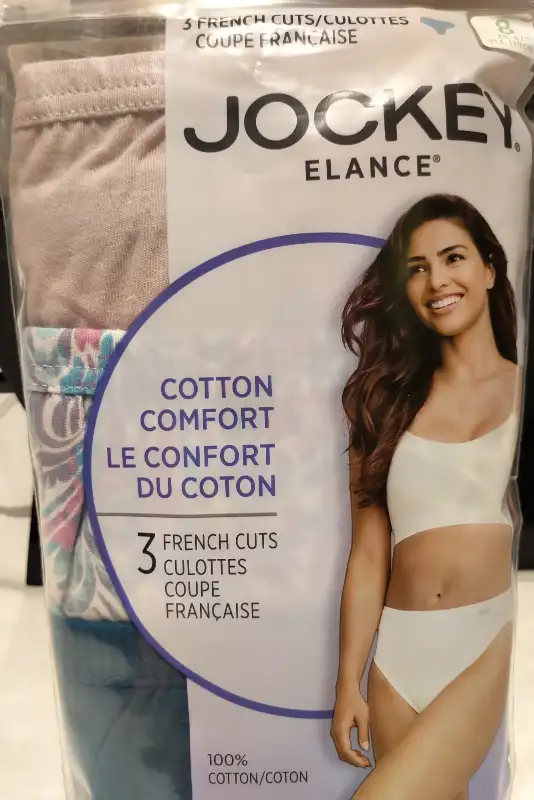 3 FRENCH CUTS/CULOTTES
COUPE FRANÇAISE
8
JOCKEY®
ELANCE®
COTTON
COMFORT
LE CONFORT
DU COTON
3 FRENCH CUTS
CULOTTES
COUPE
FRANÇAISE
100%
COTTON/COTON